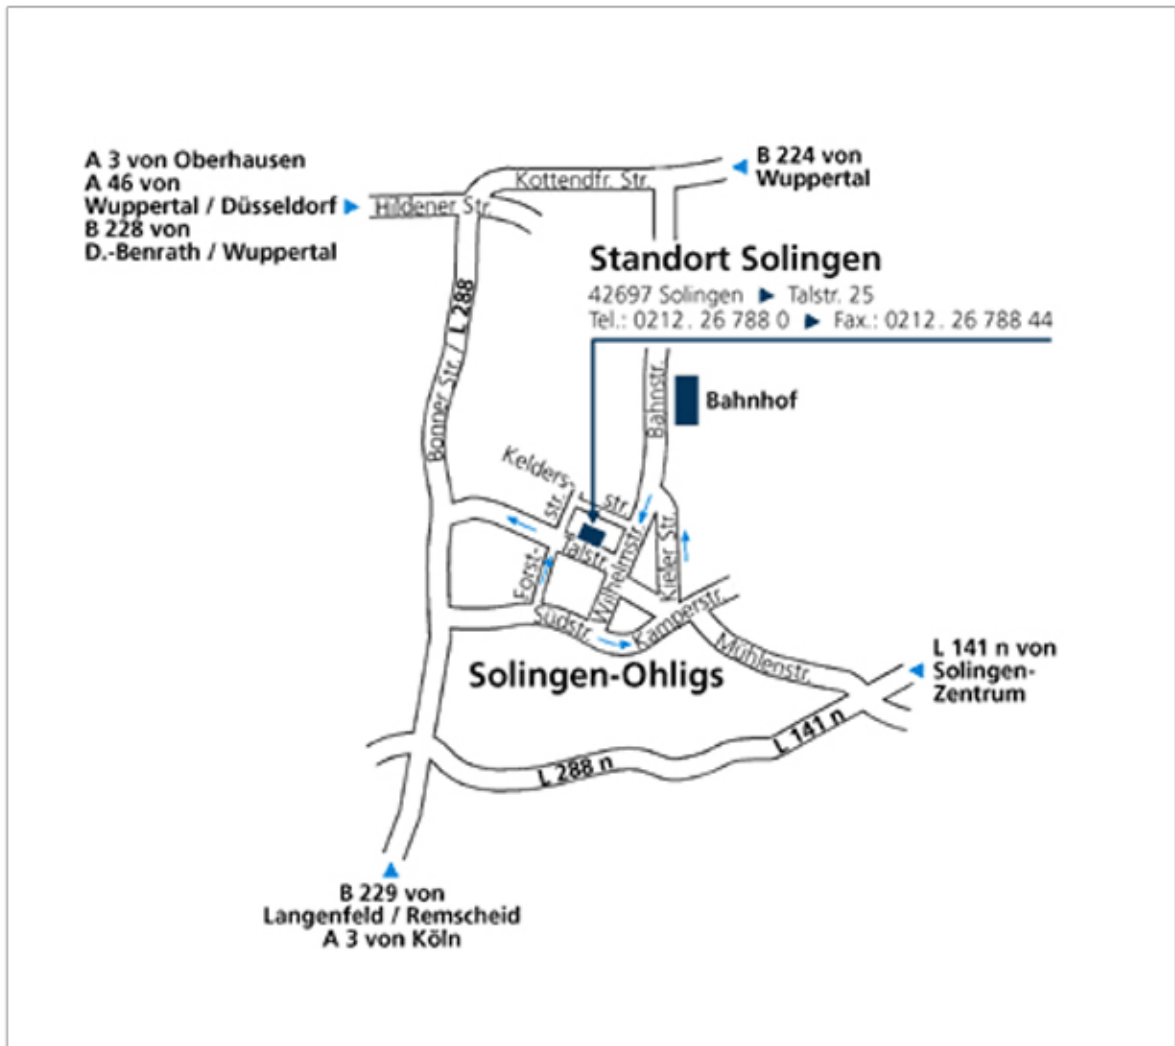 A 3 von Oberhausen
A 46 von
Wuppertal / Düsseldorf
B 228 von
D.-Benrath / Wuppertal
Hildener Str.
Kottendfr. Str.
B 224 von
Wuppertal
Standort Solingen
42697 Solingen ▶ Talstr. 25
Tel.: 0212 . 26 788 0 ▶ Fax.: 0212 . 26 788 44
Bonner Str. / L 288
Bahnstr.
Bahnhof
Kelders-
str.
str.
Talstr.
Forst-
Wilhelmstr.
Kieler Str.
Südstr.
Kamperstr.
Mühlenstr.
Solingen-Ohligs
L 141 n von
Solingen-
Zentrum
L 141 n
L 288 n
B 229 von
Langenfeld / Remscheid
A 3 von Köln